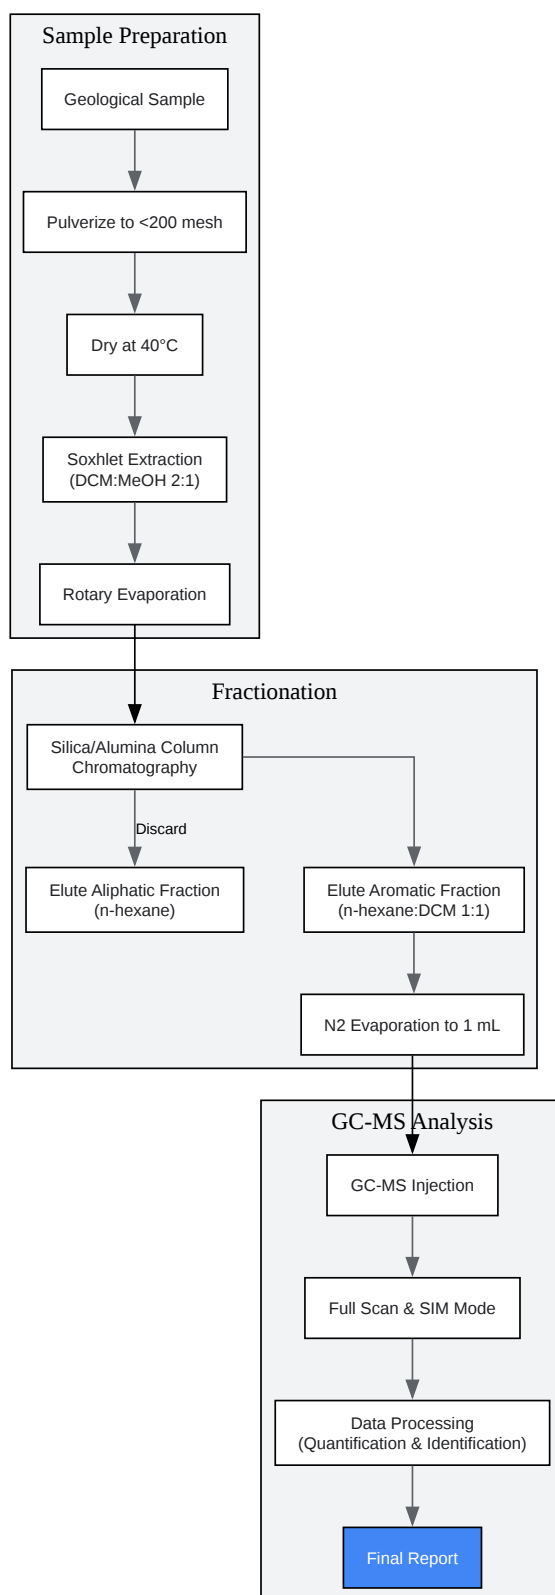 Sample Preparation
Geological Sample
Pulverize to <200 mesh
Dry at 40°C
Soxhlet Extraction
(DCM:MeOH 2:1)
Rotary Evaporation
Fractionation
Silica/Alumina Column
Chromatography
Discard
Elute Aliphatic Fraction
(n-hexane)
Elute Aromatic Fraction
(n-hexane:DCM 1:1)
N2 Evaporation to 1 mL
GC-MS Analysis
GC-MS Injection
Full Scan & SIM Mode
Data Processing
(Quantification & Identification)
Final Report